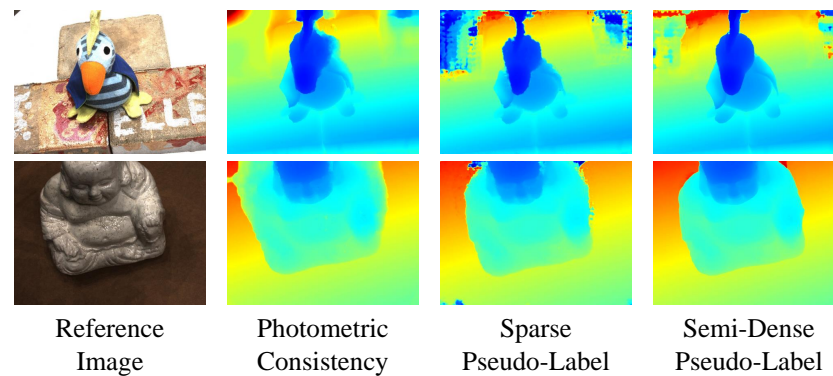 ELLE
Reference
Image
Photometric
Consistency
Sparse
Pseudo-Label
Semi-Dense
Pseudo-Label